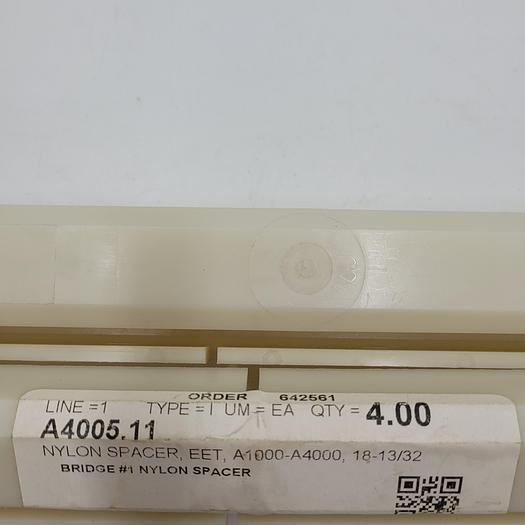 ORDER 642561
LINE =1 TYPE = I UM = EA QTY = 4.00
A4005.11
NYLON SPACER, EET, A1000-A4000, 18-13/32
BRIDGE #1 NYLON SPACER